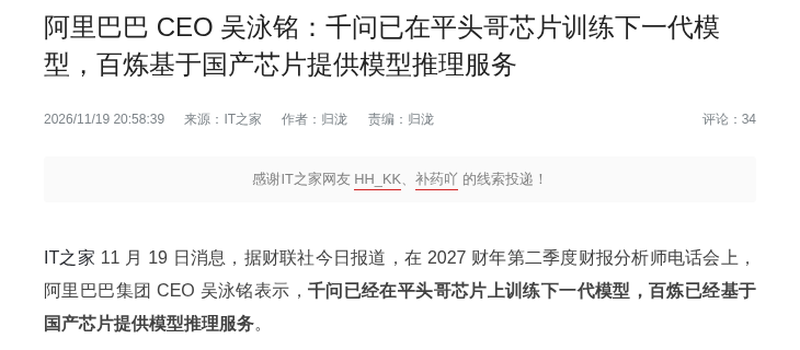 阿里巴巴 CEO 吴泳铭：千问已在平头哥芯片训练下一代模
型，百炼基于国产芯片提供模型推理服务
2026/11/19 20:58:39 来源：IT之家 作者：归泷 责编：归泷 评论：34
感谢IT之家网友 HH_KK、补药吖 的线索投递！
IT之家 11 月 19 日消息，据财联社今日报道，在 2027 财年第二季度财报分析师电话会上，
阿里巴巴集团 CEO 吴泳铭表示，千问已经在平头哥芯片上训练下一代模型，百炼已经基于
国产芯片提供模型推理服务。